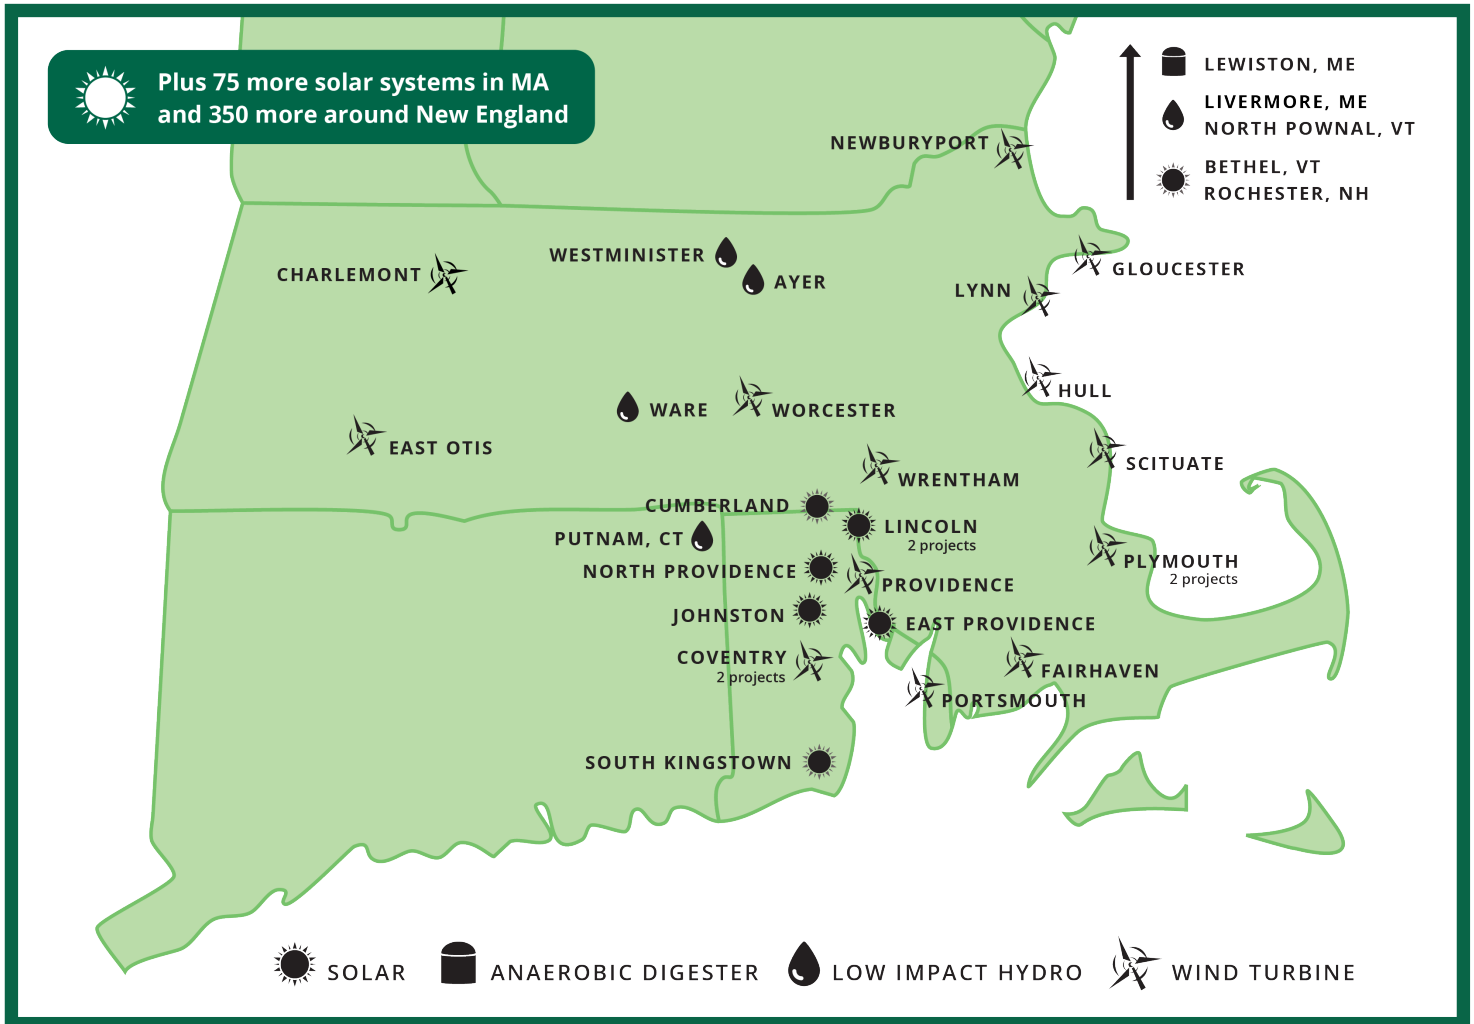 Plus 75 more solar systems in MA
and 350 more around New England
LEWISTON, ME
LIVERMORE, ME
NORTH POWNAL, VT
BETHEL, VT
ROCHESTER, NH
NEWBURYPORT
WESTMINISTER
CHARLEMONT
AYER
GLOUCESTER
LYNN
HULL
WARE
WORCESTER
EAST OTIS
SCITUATE
WRENTHAM
CUMBERLAND
LINCOLN
2 projects
PUTNAM, CT
PLYMOUTH
2 projects
NORTH PROVIDENCE
PROVIDENCE
JOHNSTON
EAST PROVIDENCE
COVENTRY
2 projects
FAIRHAVEN
PORTSMOUTH
SOUTH KINGSTOWN
SOLAR
ANAEROBIC DIGESTER
LOW IMPACT HYDRO
WIND TURBINE